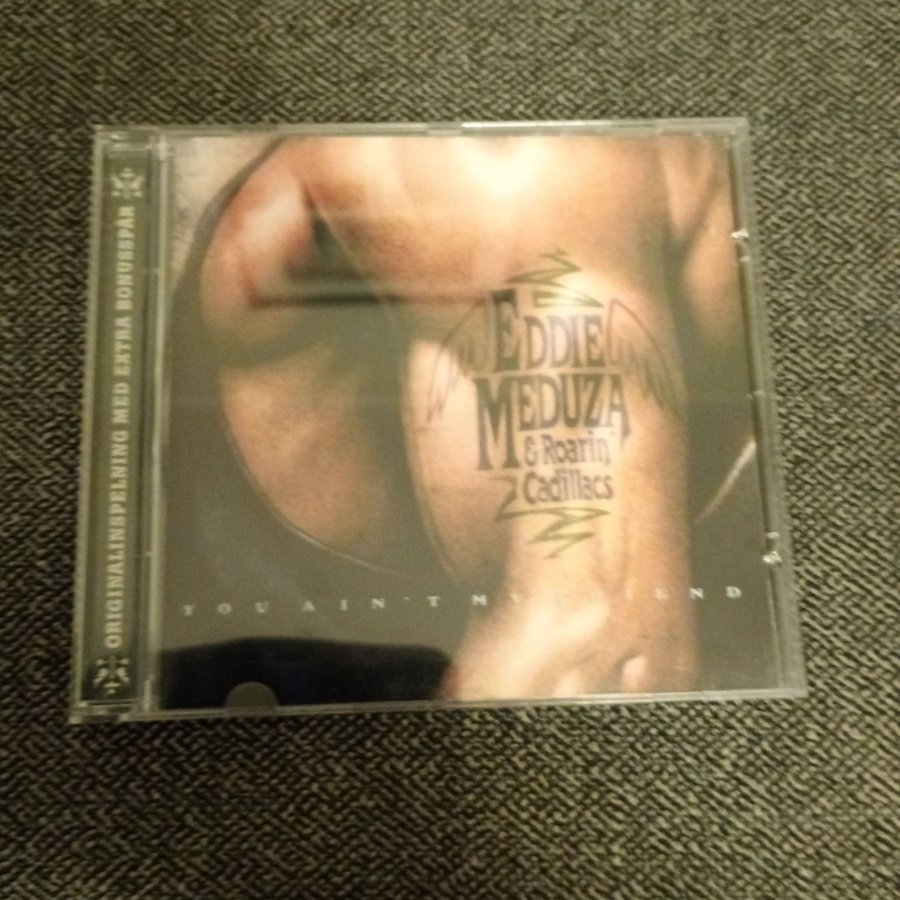 ORIGINALINSPELNING MED EXTRA BONUSSPÅR
EDDIE
MEDUZA
& Roarin'
Cadillacs
YOU AIN'T MY FRIEND